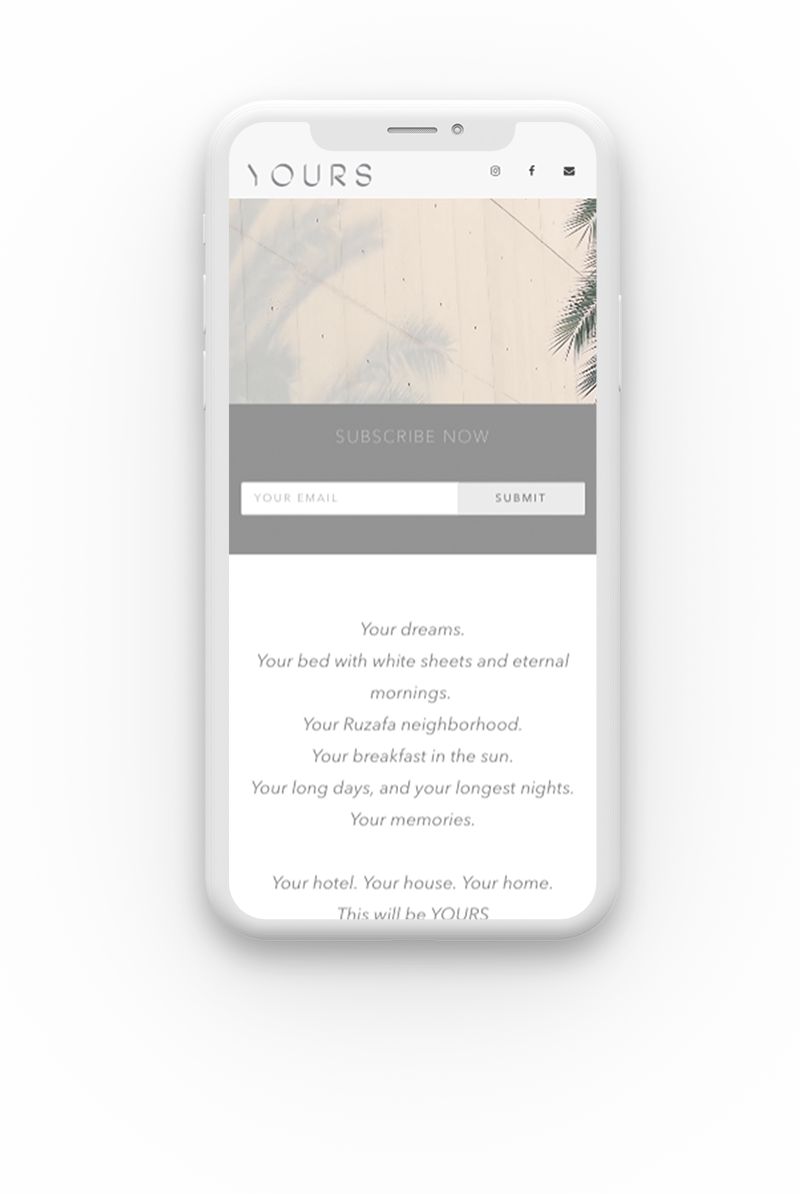 YOURS
SUBSCRIBE NOW
YOUR EMAIL
SUBMIT
Your dreams.
Your bed with white sheets and eternal
mornings.
Your Ruzafa neighborhood.
Your breakfast in the sun.
Your long days, and your longest nights.
Your memories.
Your hotel. Your house. Your home.
This will be YOURS